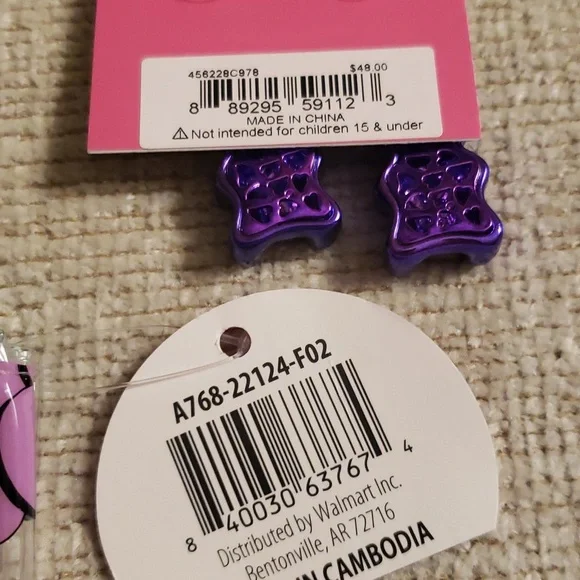 456228C978 $48.00
8 89295 59112 3
MADE IN CHINA
⚠ Not intended for children 15 & under
A768-22124-F02
8 40030 63767 4
Distributed by Walmart Inc.
Bentonville, AR 72716
IN CAMBODIA